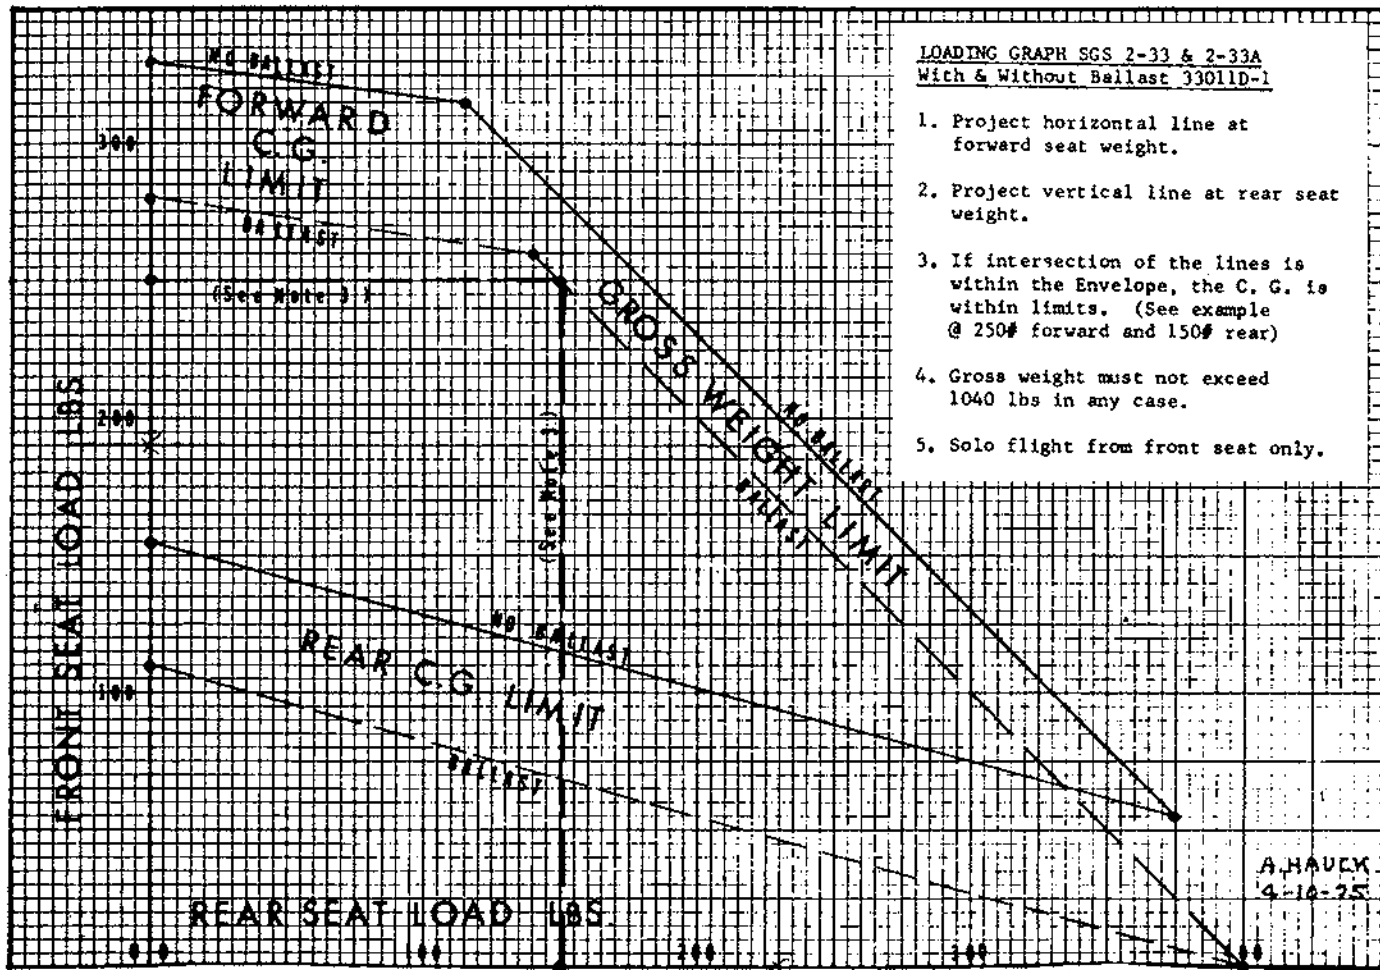 LOADING GRAPH SGS 2-33 & 2-33A
With & Without Ballast 33011D-1
1. Project horizontal line at
forward seat weight.
2. Project vertical line at rear seat
weight.
3. If intersection of the lines is
within the Envelope, the C. G. is
within limits. (See example
@ 250# forward and 150# rear)
4. Gross weight must not exceed
1040 lbs in any case.
5. Solo flight from front seat only.
NO BALLAST
FORWARD
C.G.
LIMIT
BALLAST
(See Note 3.)
300
200
100
FRONT SEAT LOAD LBS
GROSS WEIGHT LIMIT
NO BALLAST
BALLAST
(See Note 3.)
NO BALLAST
REAR C.G. LIMIT
BALLAST
REAR SEAT LOAD LBS.
100
200
300
A. HAUCK